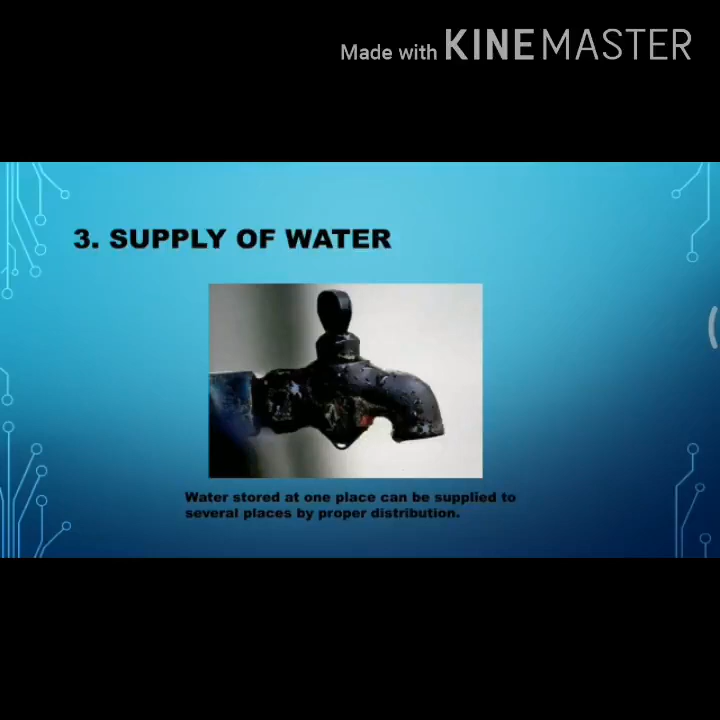 Made with KINEMASTER
3. SUPPLY OF WATER
Water stored at one place can be supplied to
several places by proper distribution.